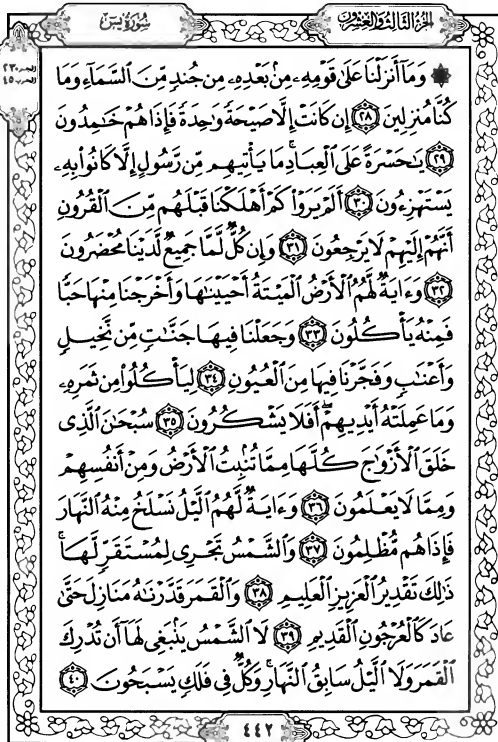 الجزء الثالث والعشرون
سورة يس
الجزء ٢٣
الحزب ٤٥
۞ وَمَآ أَنزَلْنَا عَلَىٰ قَوْمِهِۦ مِنۢ بَعْدِهِۦ مِن جُندٍ مِّنَ ٱلسَّمَآءِ وَمَا
كُنَّا مُنزِلِينَ ٢٨ إِن كَانَتْ إِلَّا صَيْحَةً وَٰحِدَةً فَإِذَا هُمْ خَٰمِدُونَ
٢٩ يَٰحَسْرَةً عَلَى ٱلْعِبَادِ ۚ مَا يَأْتِيهِم مِّن رَّسُولٍ إِلَّا كَانُوا۟ بِهِۦ
يَسْتَهْزِءُونَ ٣٠ أَلَمْ يَرَوْا۟ كَمْ أَهْلَكْنَا قَبْلَهُم مِّنَ ٱلْقُرُونِ
أَنَّهُمْ إِلَيْهِمْ لَا يَرْجِعُونَ ٣١ وَإِن كُلٌّ لَّمَّا جَمِيعٌ لَّدَيْنَا مُحْضَرُونَ
٣٢ وَءَايَةٌ لَّهُمُ ٱلْأَرْضُ ٱلْمَيْتَةُ أَحْيَيْنَٰهَا وَأَخْرَجْنَا مِنْهَا حَبًّا
فَمِنْهُ يَأْكُلُونَ ٣٣ وَجَعَلْنَا فِيهَا جَنَّٰتٍ مِّن نَّخِيلٍ
وَأَعْنَٰبٍ وَفَجَّرْنَا فِيهَا مِنَ ٱلْعُيُونِ ٣٤ لِيَأْكُلُوا۟ مِن ثَمَرِهِۦ
وَمَا عَمِلَتْهُ أَيْدِيهِمْ ۖ أَفَلَا يَشْكُرُونَ ٣٥ سُبْحَٰنَ ٱلَّذِى
خَلَقَ ٱلْأَزْوَٰجَ كُلَّهَا مِمَّا تُنۢبِتُ ٱلْأَرْضُ وَمِنْ أَنفُسِهِمْ
وَمِمَّا لَا يَعْلَمُونَ ٣٦ وَءَايَةٌ لَّهُمُ ٱلَّيْلُ نَسْلَخُ مِنْهُ ٱلنَّهَارَ
فَإِذَا هُم مُّظْلِمُونَ ٣٧ وَٱلشَّمْسُ تَجْرِى لِمُسْتَقَرٍّ لَّهَا ۚ
ذَٰلِكَ تَقْدِيرُ ٱلْعَزِيزِ ٱلْعَلِيمِ ٣٨ وَٱلْقَمَرَ قَدَّرْنَٰهُ مَنَازِلَ حَتَّىٰ
عَادَ كَٱلْعُرْجُونِ ٱلْقَدِيمِ ٣٩ لَا ٱلشَّمْسُ يَنۢبَغِى لَهَآ أَن تُدْرِكَ
ٱلْقَمَرَ وَلَا ٱلَّيْلُ سَابِقُ ٱلنَّهَارِ ۚ وَكُلٌّ فِى فَلَكٍ يَسْبَحُونَ ٤٠
٤٤٢